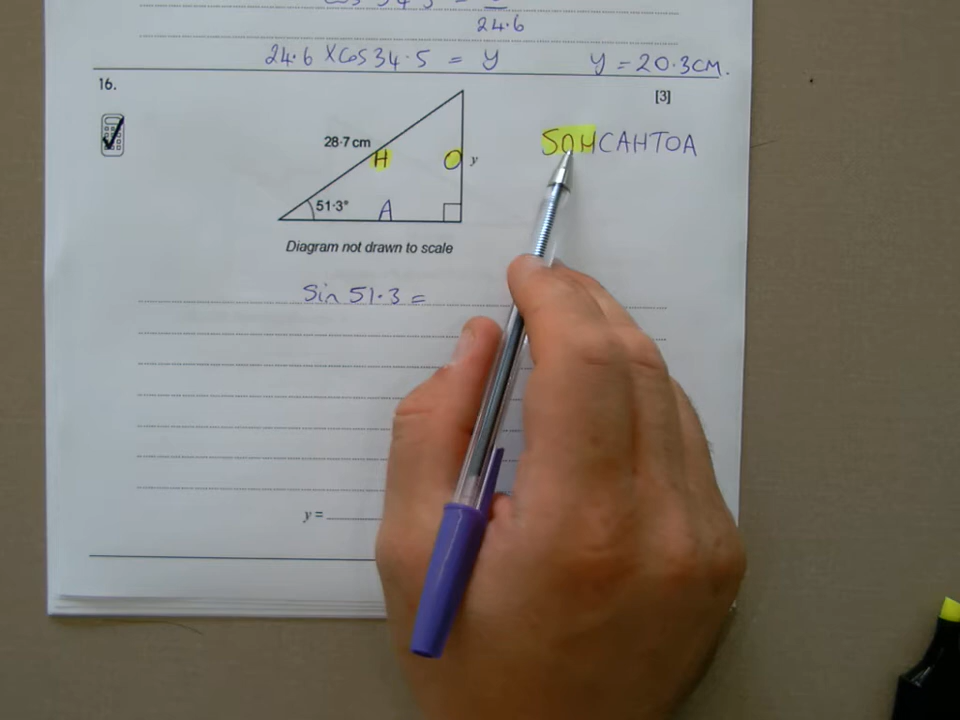 24.6
24.6 X Cos 34.5 = y y = 20.3cm.
16.
[3]
28·7 cm
H
O
y
51·3°
A
SOHCAHTOA
Diagram not drawn to scale
Sin 51.3 =
y =